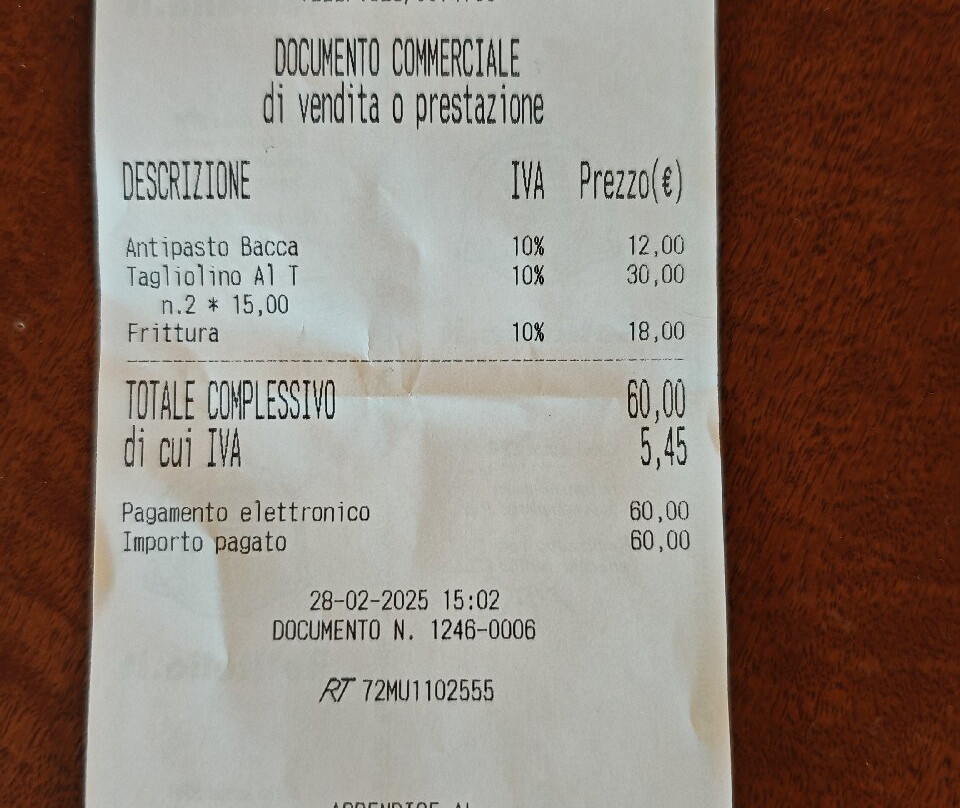 DOCUMENTO COMMERCIALE
di vendita o prestazione
DESCRIZIONE IVA Prezzo(€)
Antipasto Bacca 10% 12,00
Tagliolino Al T 10% 30,00
n.2 * 15,00
Frittura 10% 18,00
TOTALE COMPLESSIVO 60,00
di cui IVA 5,45
Pagamento elettronico 60,00
Importo pagato 60,00
28-02-2025 15:02
DOCUMENTO N. 1246-0006
RT 72MU1102555